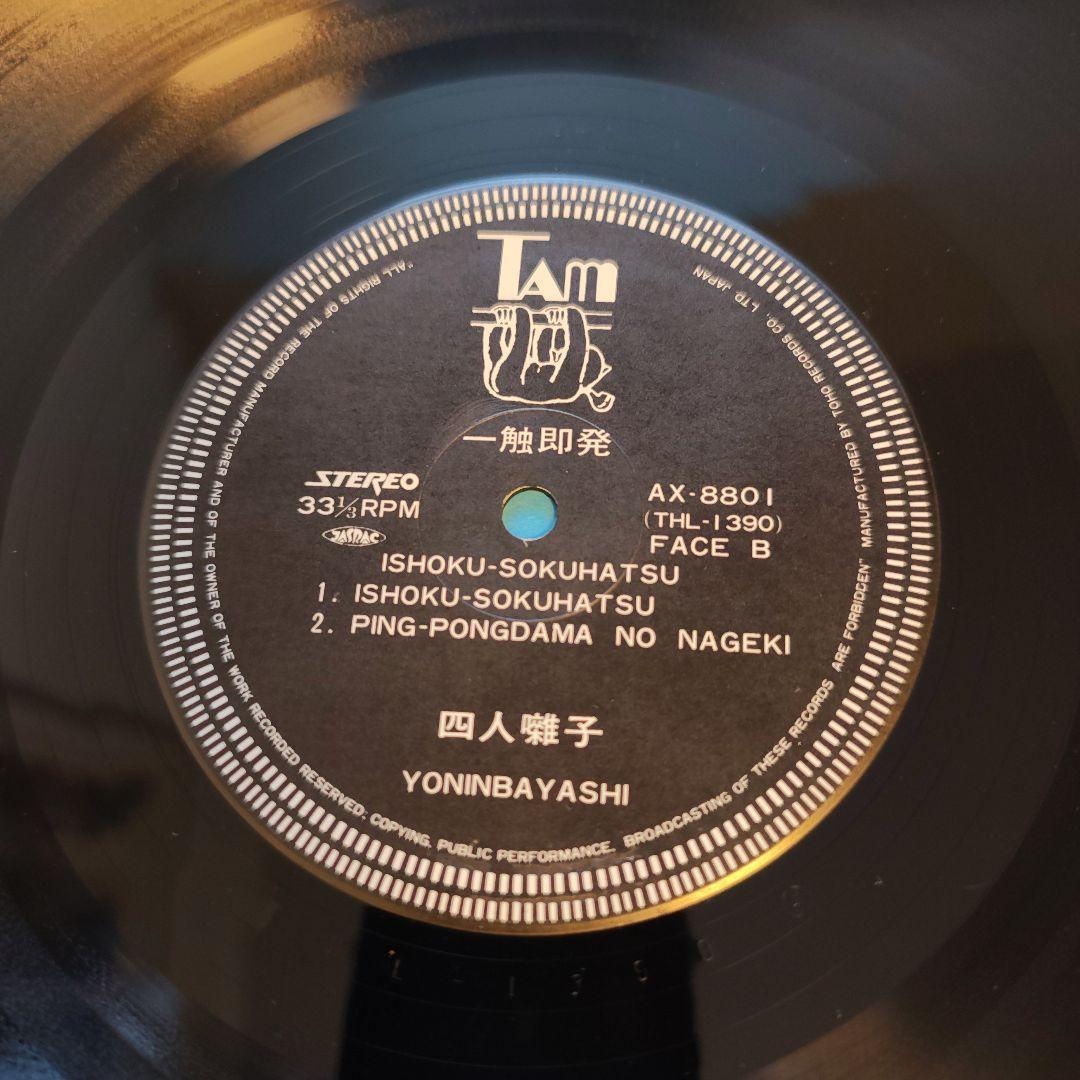 TAM
一触即発
STEREO
33⅓RPM
JASRAC
AX-8801
(THL-1390)
FACE B
ISHOKU-SOKUHATSU
1. ISHOKU-SOKUHATSU
2. PING-PONGDAMA NO NAGEKI
四人囃子
YONINBAYASHI
"ALL RIGHTS OF THE RECORD MANUFACTURER AND OF THE OWNER OF THE WORK RECORDED RESERVED. COPYING, PUBLIC PERFORMANCE, BROADCASTING OF THESE RECORDS ARE FORBIDDEN" MANUFACTURED BY TOHO RECORDS CO., LTD. JAPAN